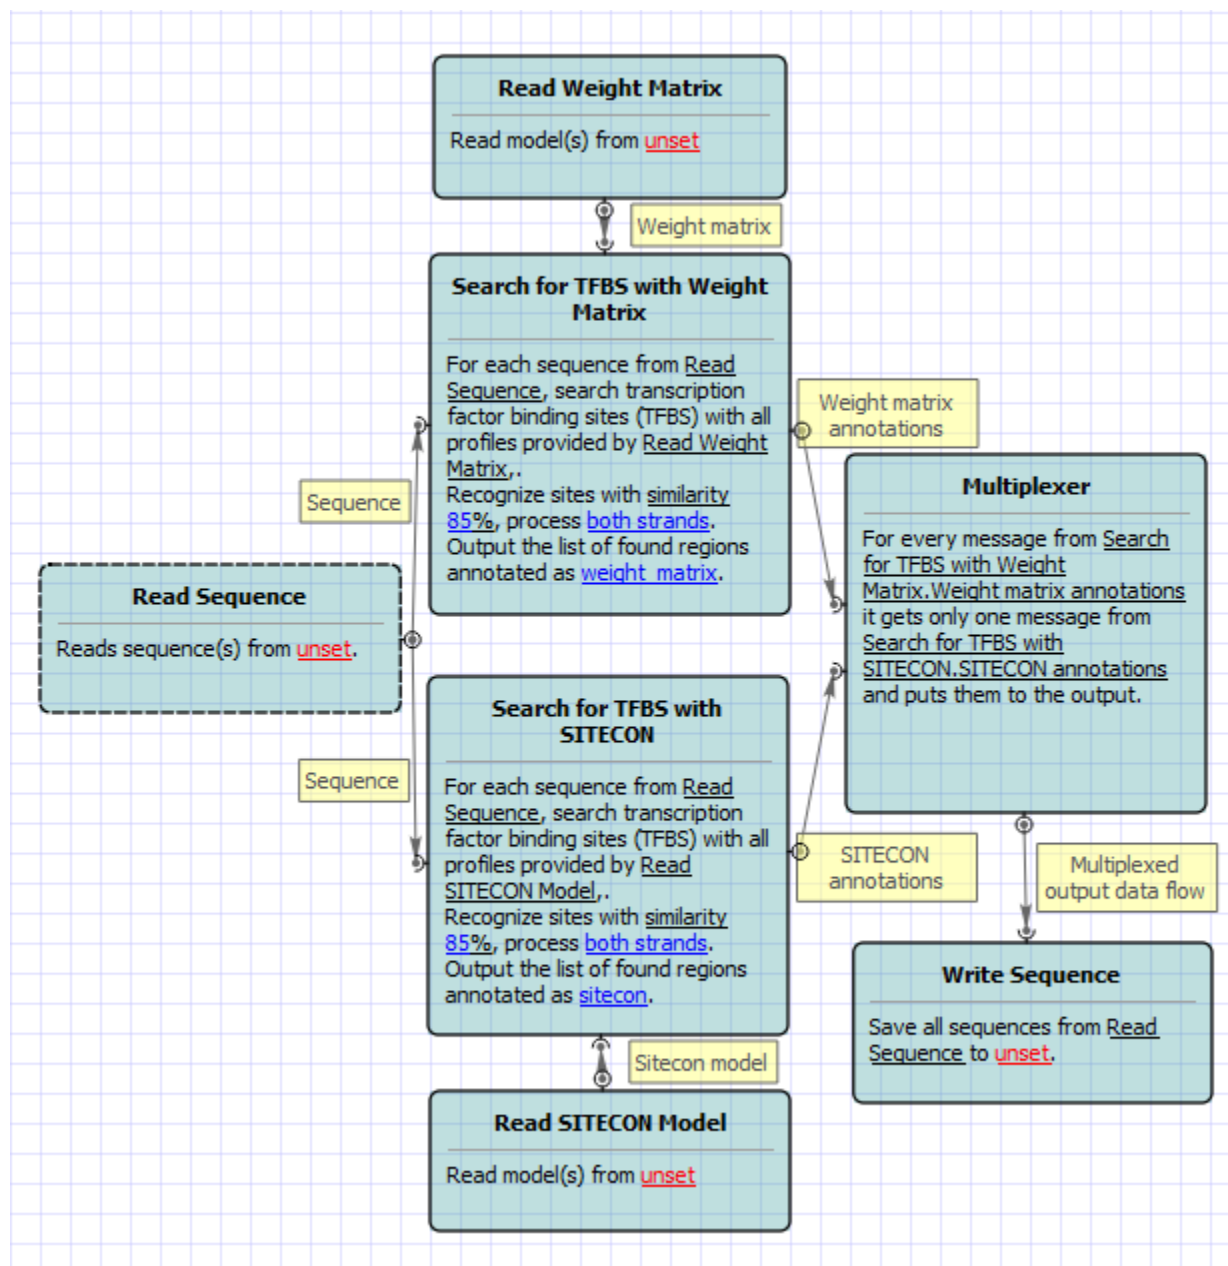 Read Weight Matrix
Read model(s) from unset
Weight matrix
Search for TFBS with Weight
Matrix
For each sequence from Read
Sequence, search transcription
factor binding sites (TFBS) with all
profiles provided by Read Weight
Matrix,.
Recognize sites with similarity
85%, process both strands.
Output the list of found regions
annotated as weight_matrix.
Weight matrix
annotations
Sequence
Read Sequence
Reads sequence(s) from unset.
Sequence
Multiplexer
For every message from Search
for TFBS with Weight
Matrix.Weight matrix annotations
it gets only one message from
Search for TFBS with
SITECON.SITECON annotations
and puts them to the output.
Search for TFBS with
SITECON
For each sequence from Read
Sequence, search transcription
factor binding sites (TFBS) with all
profiles provided by Read
SITECON Model,.
Recognize sites with similarity
85%, process both strands.
Output the list of found regions
annotated as sitecon.
SITECON
annotations
Multiplexed
output data flow
Write Sequence
Save all sequences from Read
Sequence to unset.
Sitecon model
Read SITECON Model
Read model(s) from unset